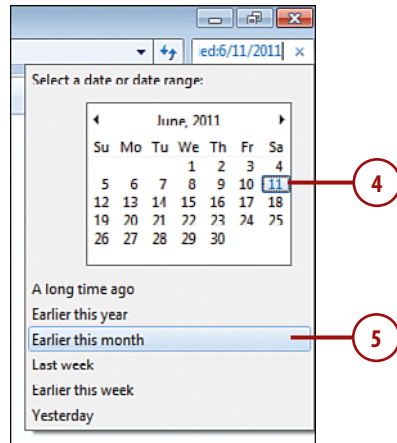 ied:6/11/2011 ×
Select a date or date range:
June, 2011
Su Mo Tu We Th Fr Sa
1 2 3 4
5 6 7 8 9 10 11
12 13 14 15 16 17 18
19 20 21 22 23 24 25
26 27 28 29 30
4
A long time ago
Earlier this year
Earlier this month
5
Last week
Earlier this week
Yesterday